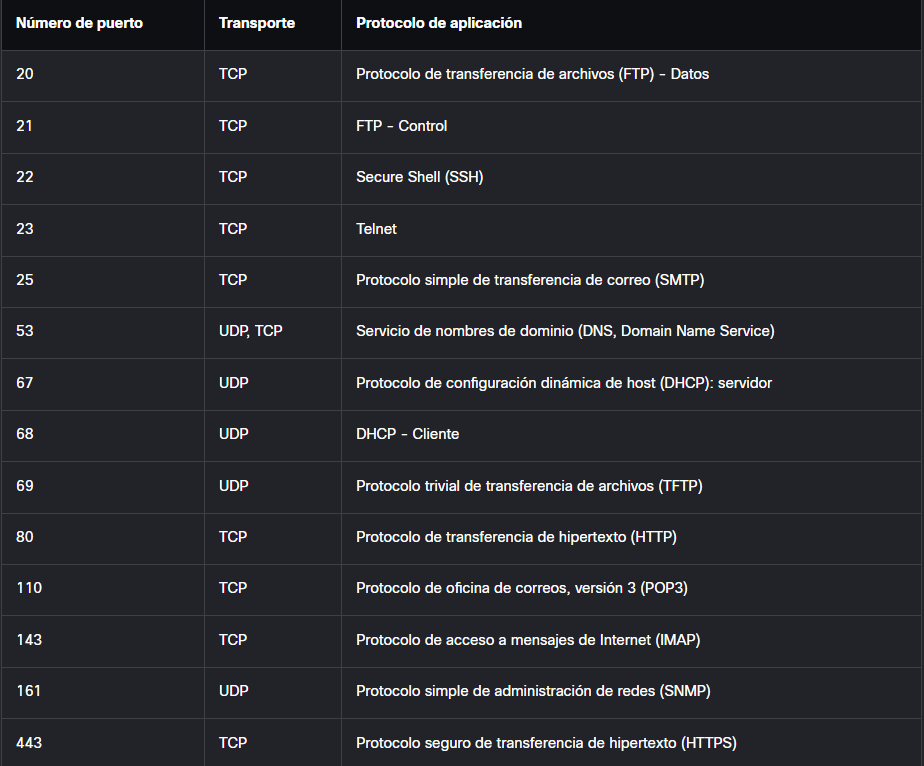 Número de puerto Transporte Protocolo de aplicación
20 TCP Protocolo de transferencia de archivos (FTP) - Datos
21 TCP FTP - Control
22 TCP Secure Shell (SSH)
23 TCP Telnet
25 TCP Protocolo simple de transferencia de correo (SMTP)
53 UDP, TCP Servicio de nombres de dominio (DNS, Domain Name Service)
67 UDP Protocolo de configuración dinámica de host (DHCP): servidor
68 UDP DHCP - Cliente
69 UDP Protocolo trivial de transferencia de archivos (TFTP)
80 TCP Protocolo de transferencia de hipertexto (HTTP)
110 TCP Protocolo de oficina de correos, versión 3 (POP3)
143 TCP Protocolo de acceso a mensajes de Internet (IMAP)
161 UDP Protocolo simple de administración de redes (SNMP)
443 TCP Protocolo seguro de transferencia de hipertexto (HTTPS)